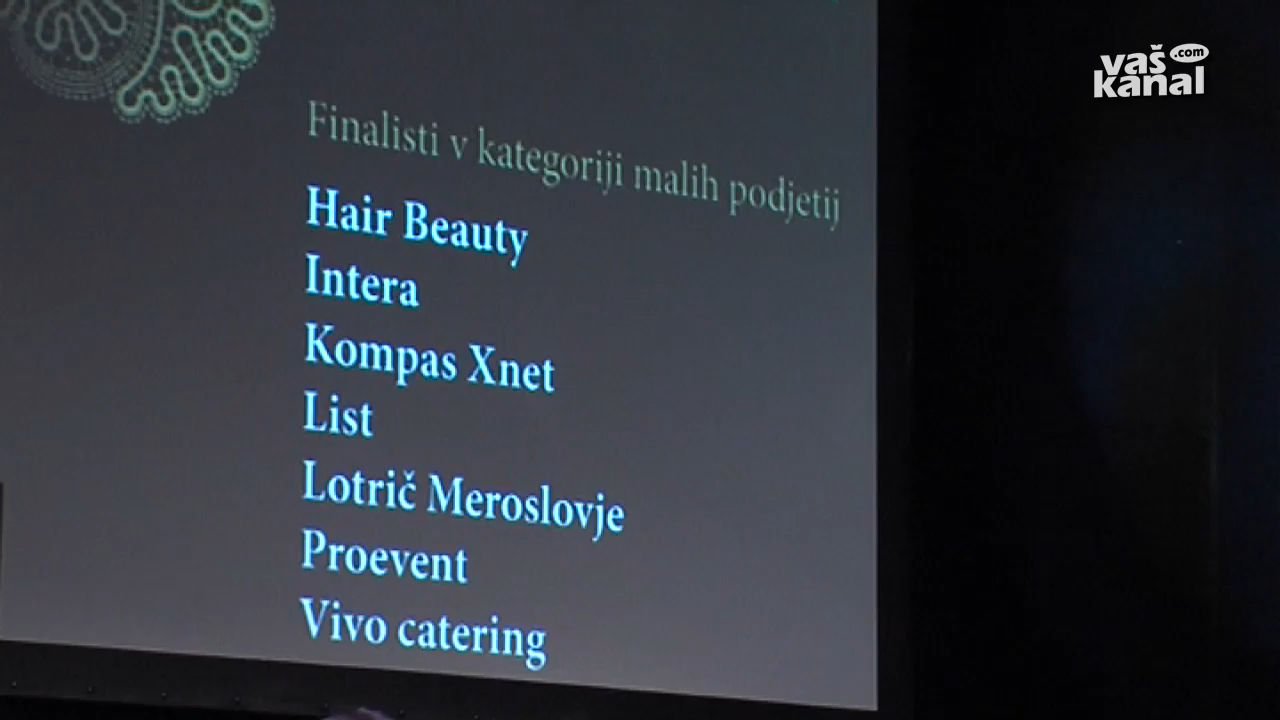 vaš .com
kanal
Finalisti v kategoriji malih podjetij
Hair Beauty
Intera
Kompas Xnet
List
Lotrič Meroslovje
Proevent
Vivo catering